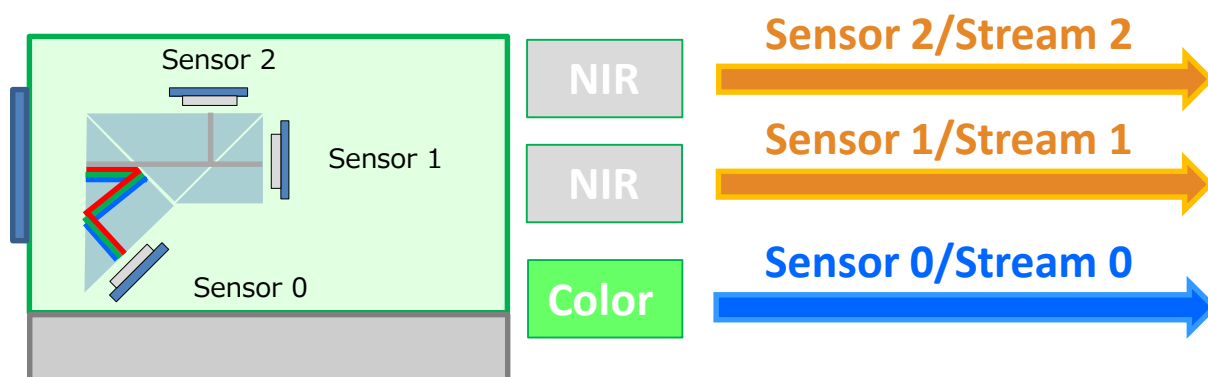 Sensor 2
Sensor 1
Sensor 0
NIR
Sensor 2/Stream 2
NIR
Sensor 1/Stream 1
Color
Sensor 0/Stream 0